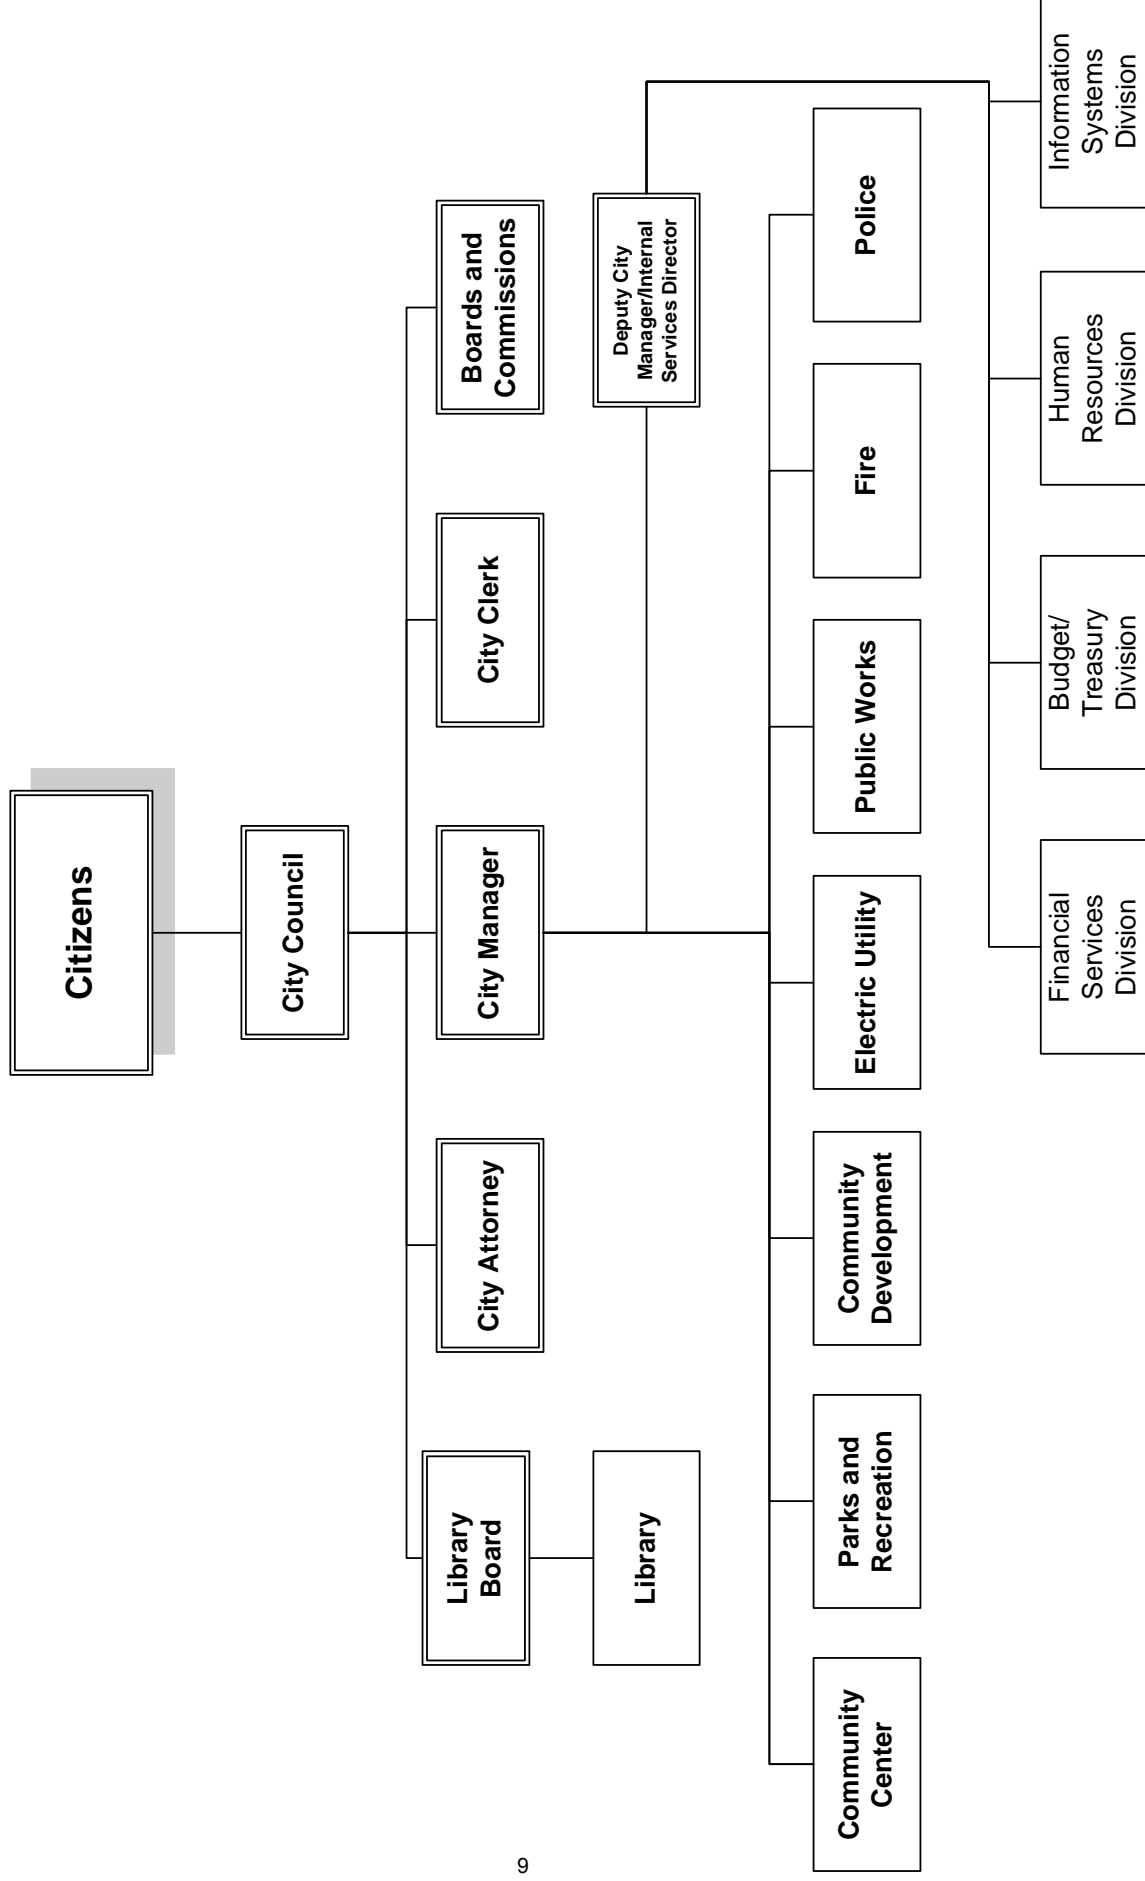 Citizens
City Council
Library
Board
City Attorney
City Manager
City Clerk
Boards and
Commissions
Library
Deputy City
Manager/Internal
Services Director
Community
Center
Parks and
Recreation
Community
Development
Electric Utility
Public Works
Fire
Police
Financial
Services
Division
Budget/
Treasury
Division
Human
Resources
Division
Information
Systems
Division
9